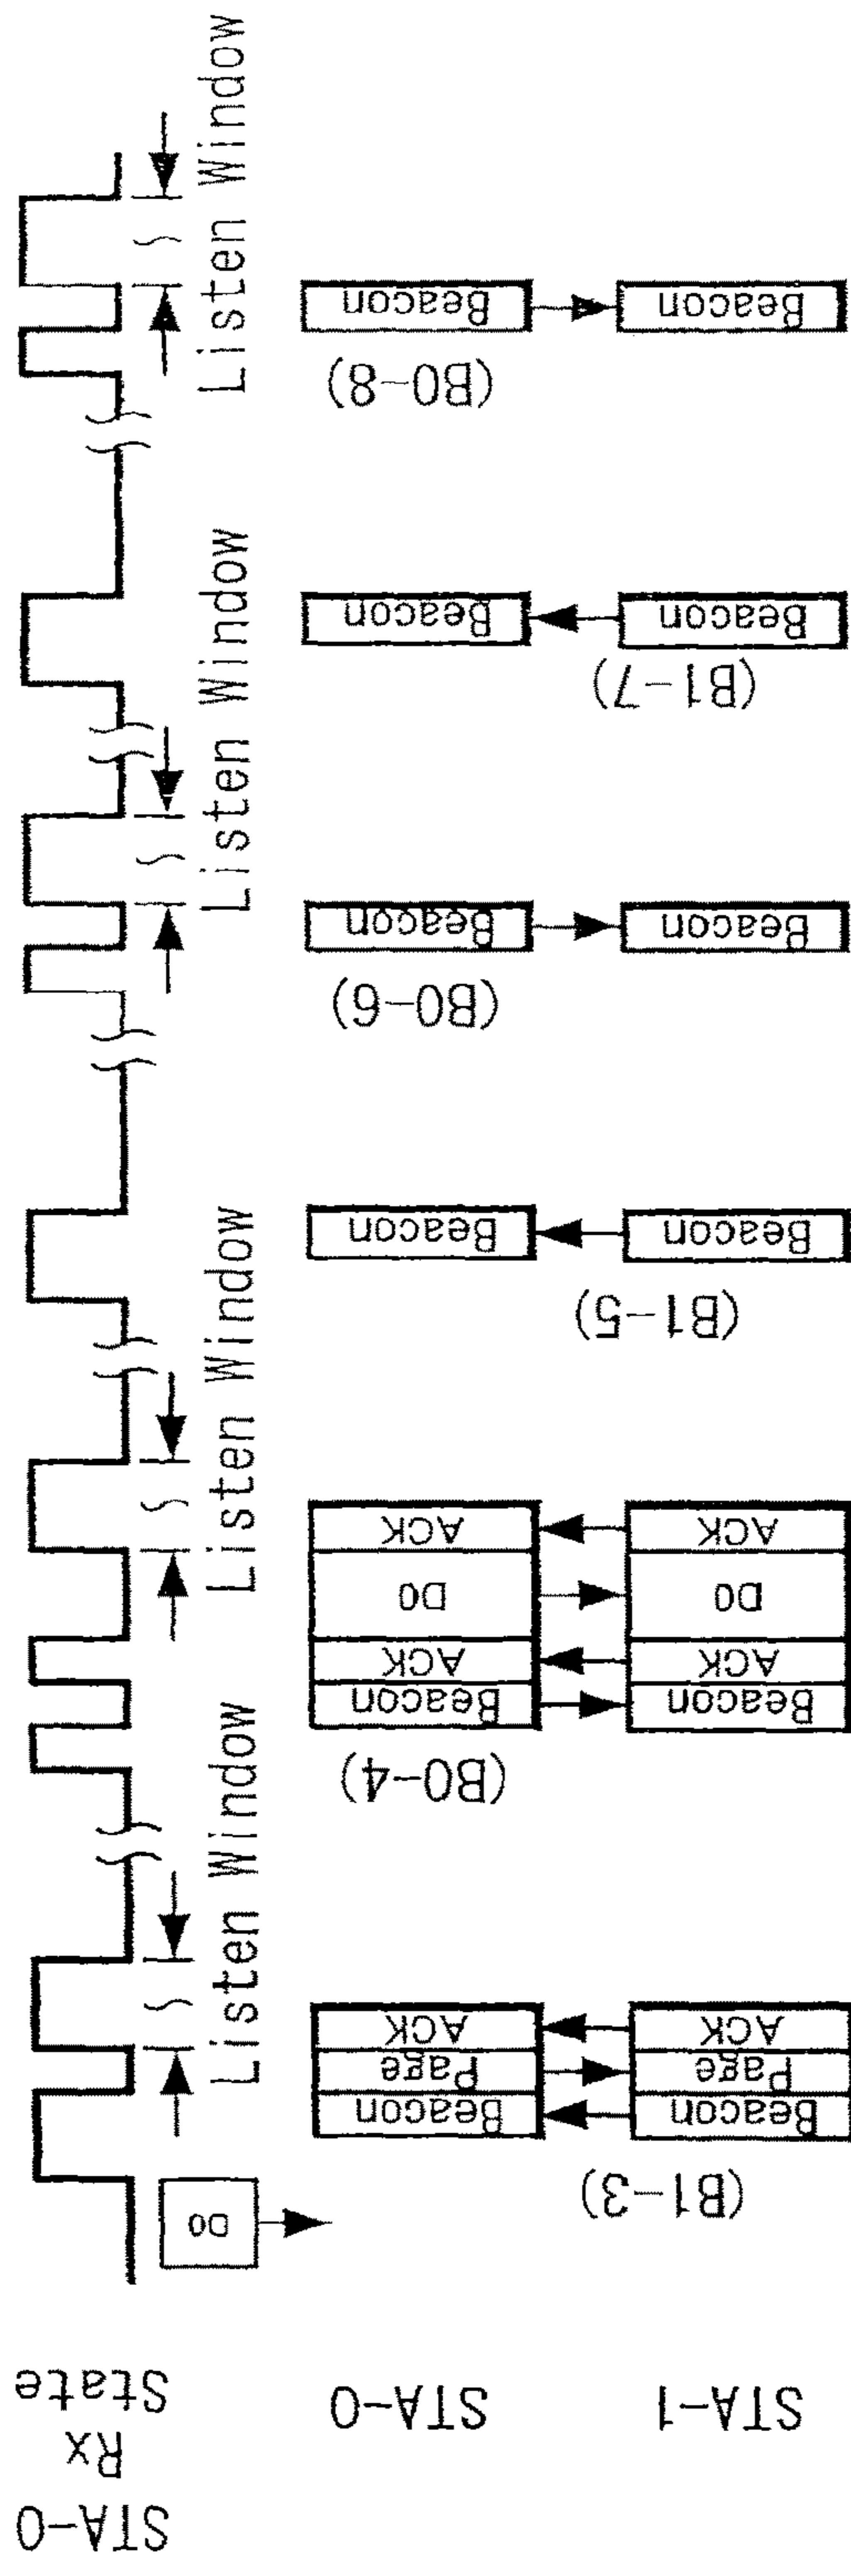 STA-0
Rx
State
Listen Window
Listen Window
Listen Window
Listen Window
Listen Window
D0
STA-0
Beacon
Page
ACK
(B0-4)
Beacon
ACK
D0
ACK
Beacon
(B0-6)
Beacon
Beacon
(B0-8)
Beacon
STA-1
(B1-3)
Beacon
Page
ACK
Beacon
ACK
D0
ACK
(B1-5)
Beacon
Beacon
(B1-7)
Beacon
Beacon